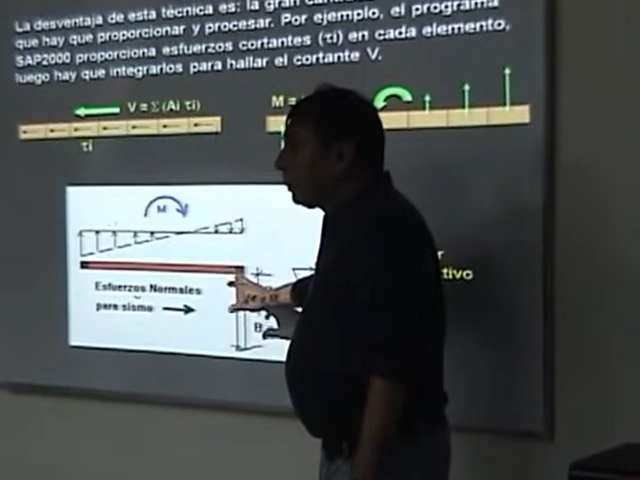 La desventaja de esta técnica es: la gran
que hay que proporcionar y procesar. Por ejemplo, el programa
SAP2000 proporciona esfuerzos cortantes (τi) en cada elemento,
luego hay que integrarlos para hallar el cortante V.
V = Σ (Ai τi)
M =
τi
M
Esfuerzos Normales
para sismo
B